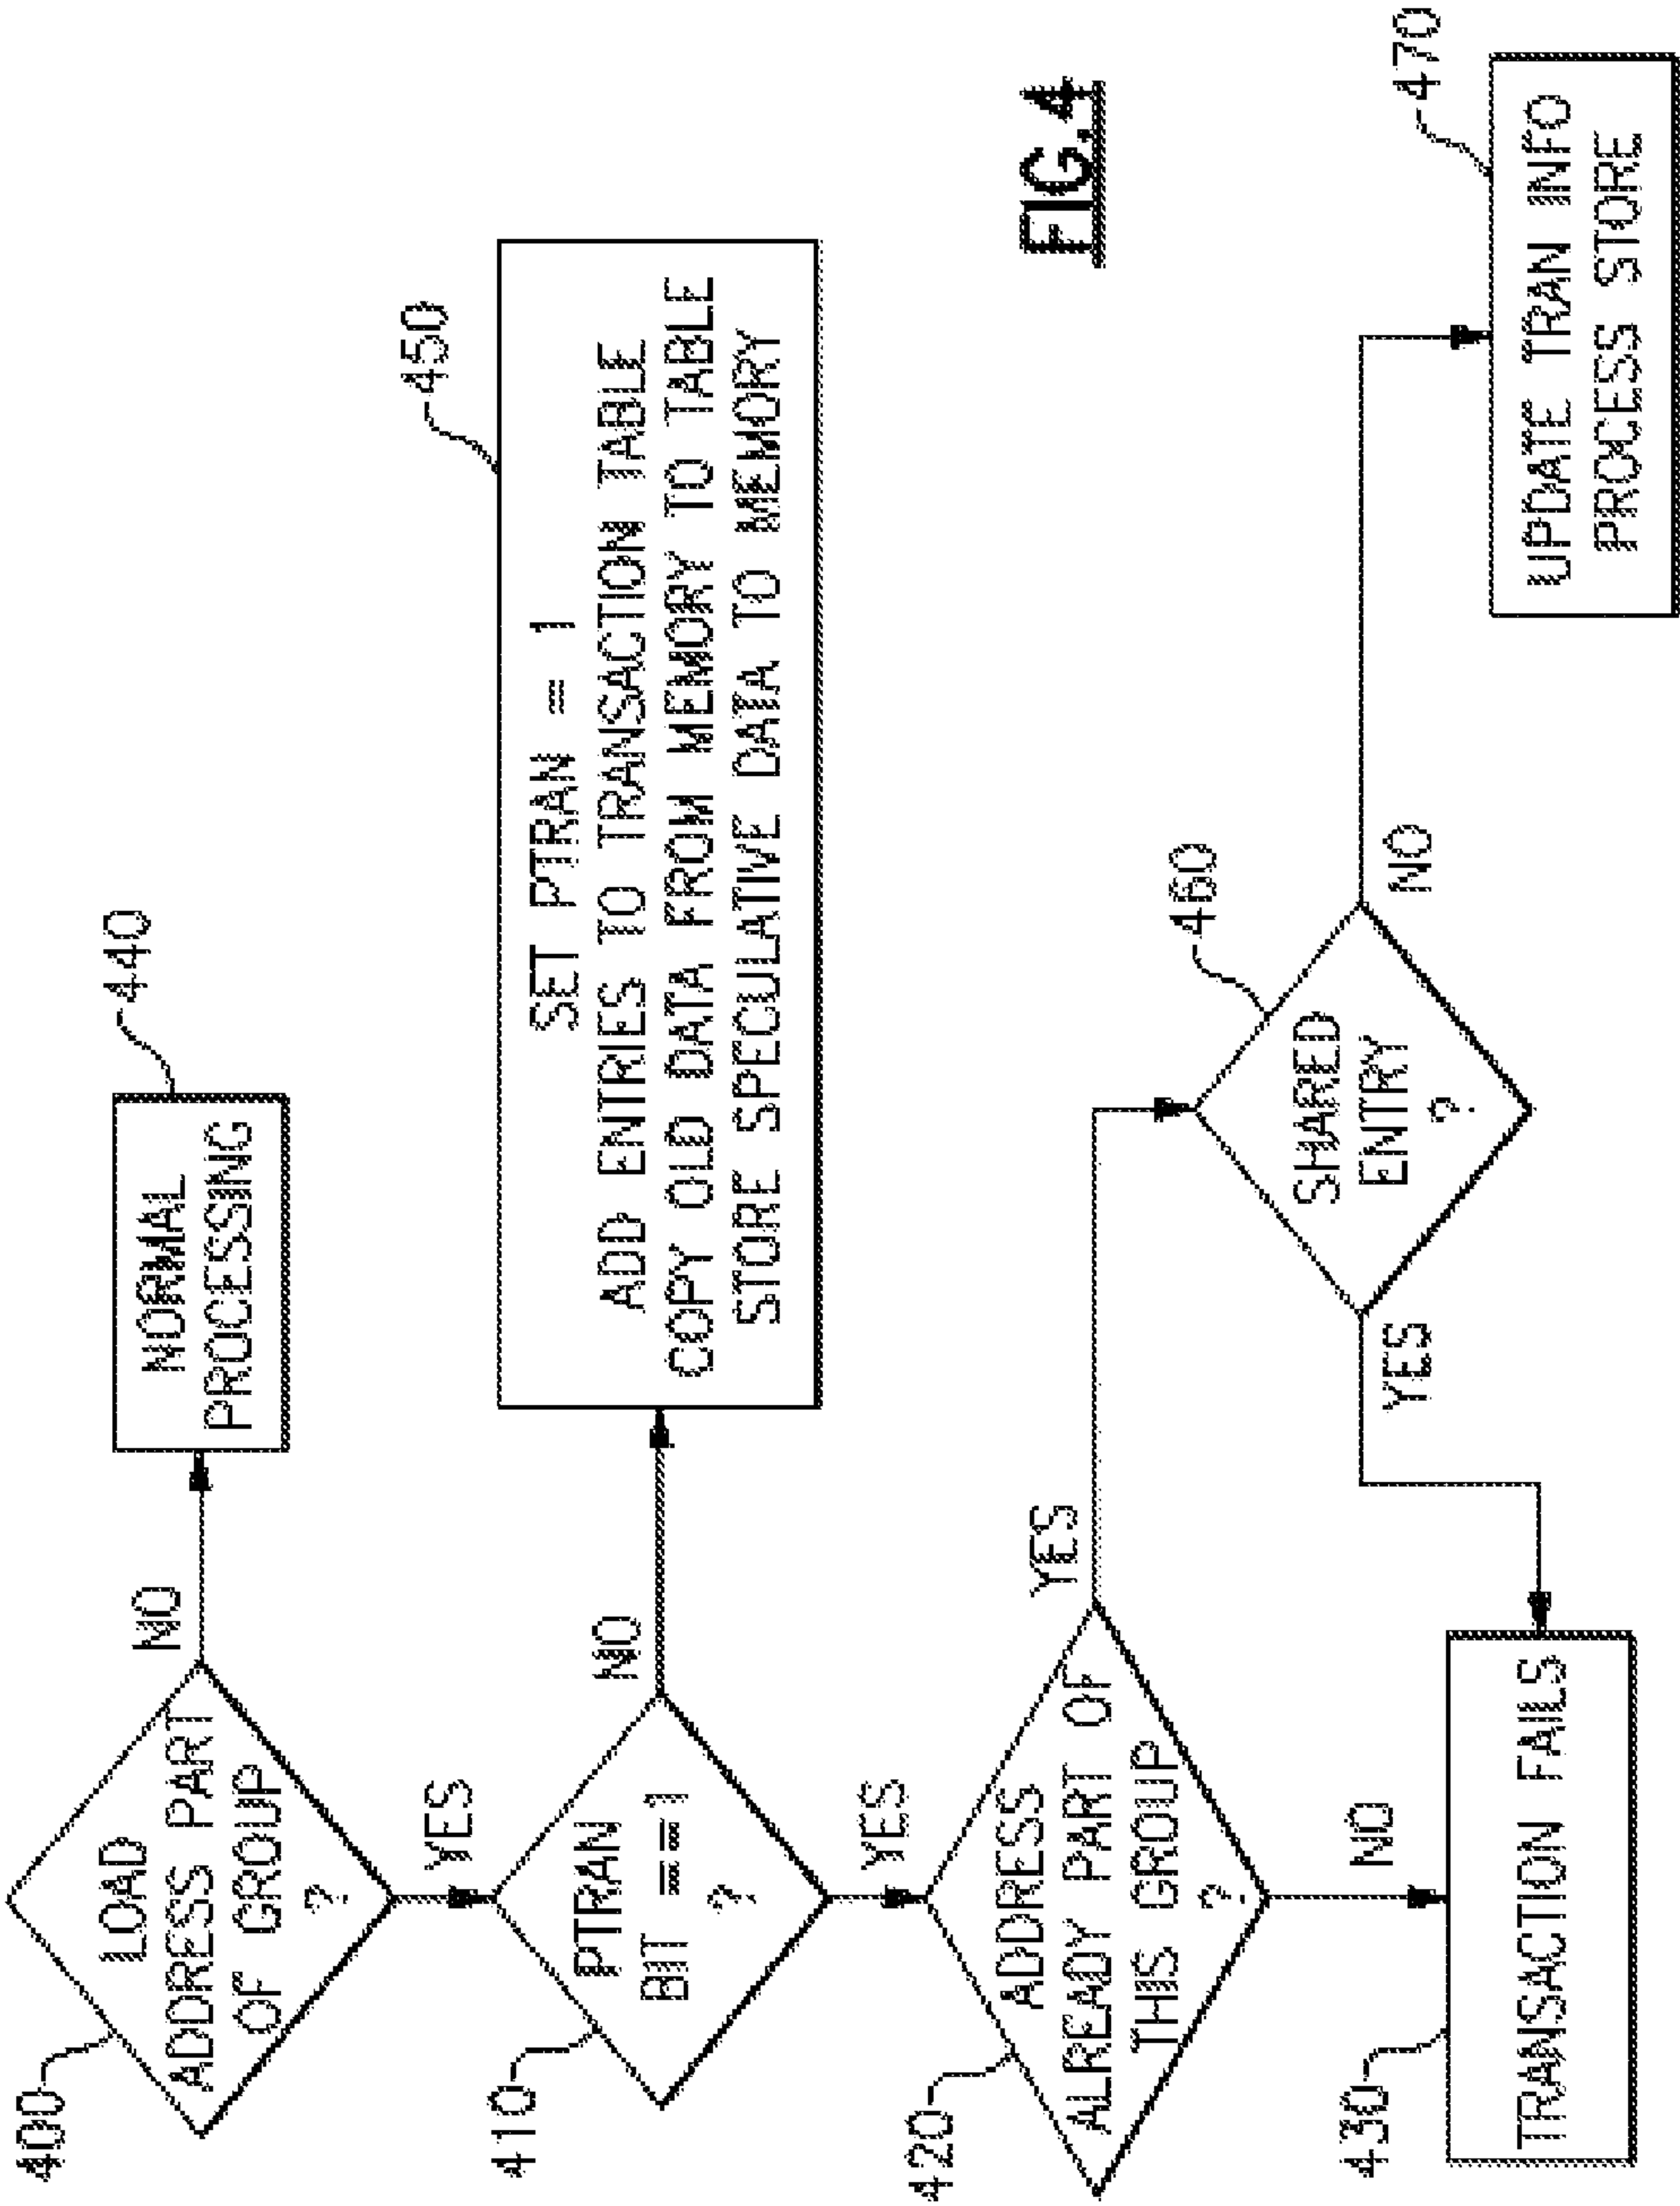 400
LOAD
ADDRESS PART
OF GROUP
?
NO
NORMAL
PROCESSING
440
YES
410
PTRAN
BIT ==1
?
NO
SET PTRAN = 1
ADD ENTRIES TO TRANSACTION TABLE
COPY OLD DATA FROM MEMORY TO TABLE
STORE SPECULATIVE DATA TO MEMORY
450
YES
420
ADDRESS
ALREADY PART OF
THIS GROUP
?
YES
NO
430
TRANSACTION FAILS
SHARED
ENTRY
?
460
YES
NO
UPDATE TRAN INFO
PROCESS STORE
470
FIG.4